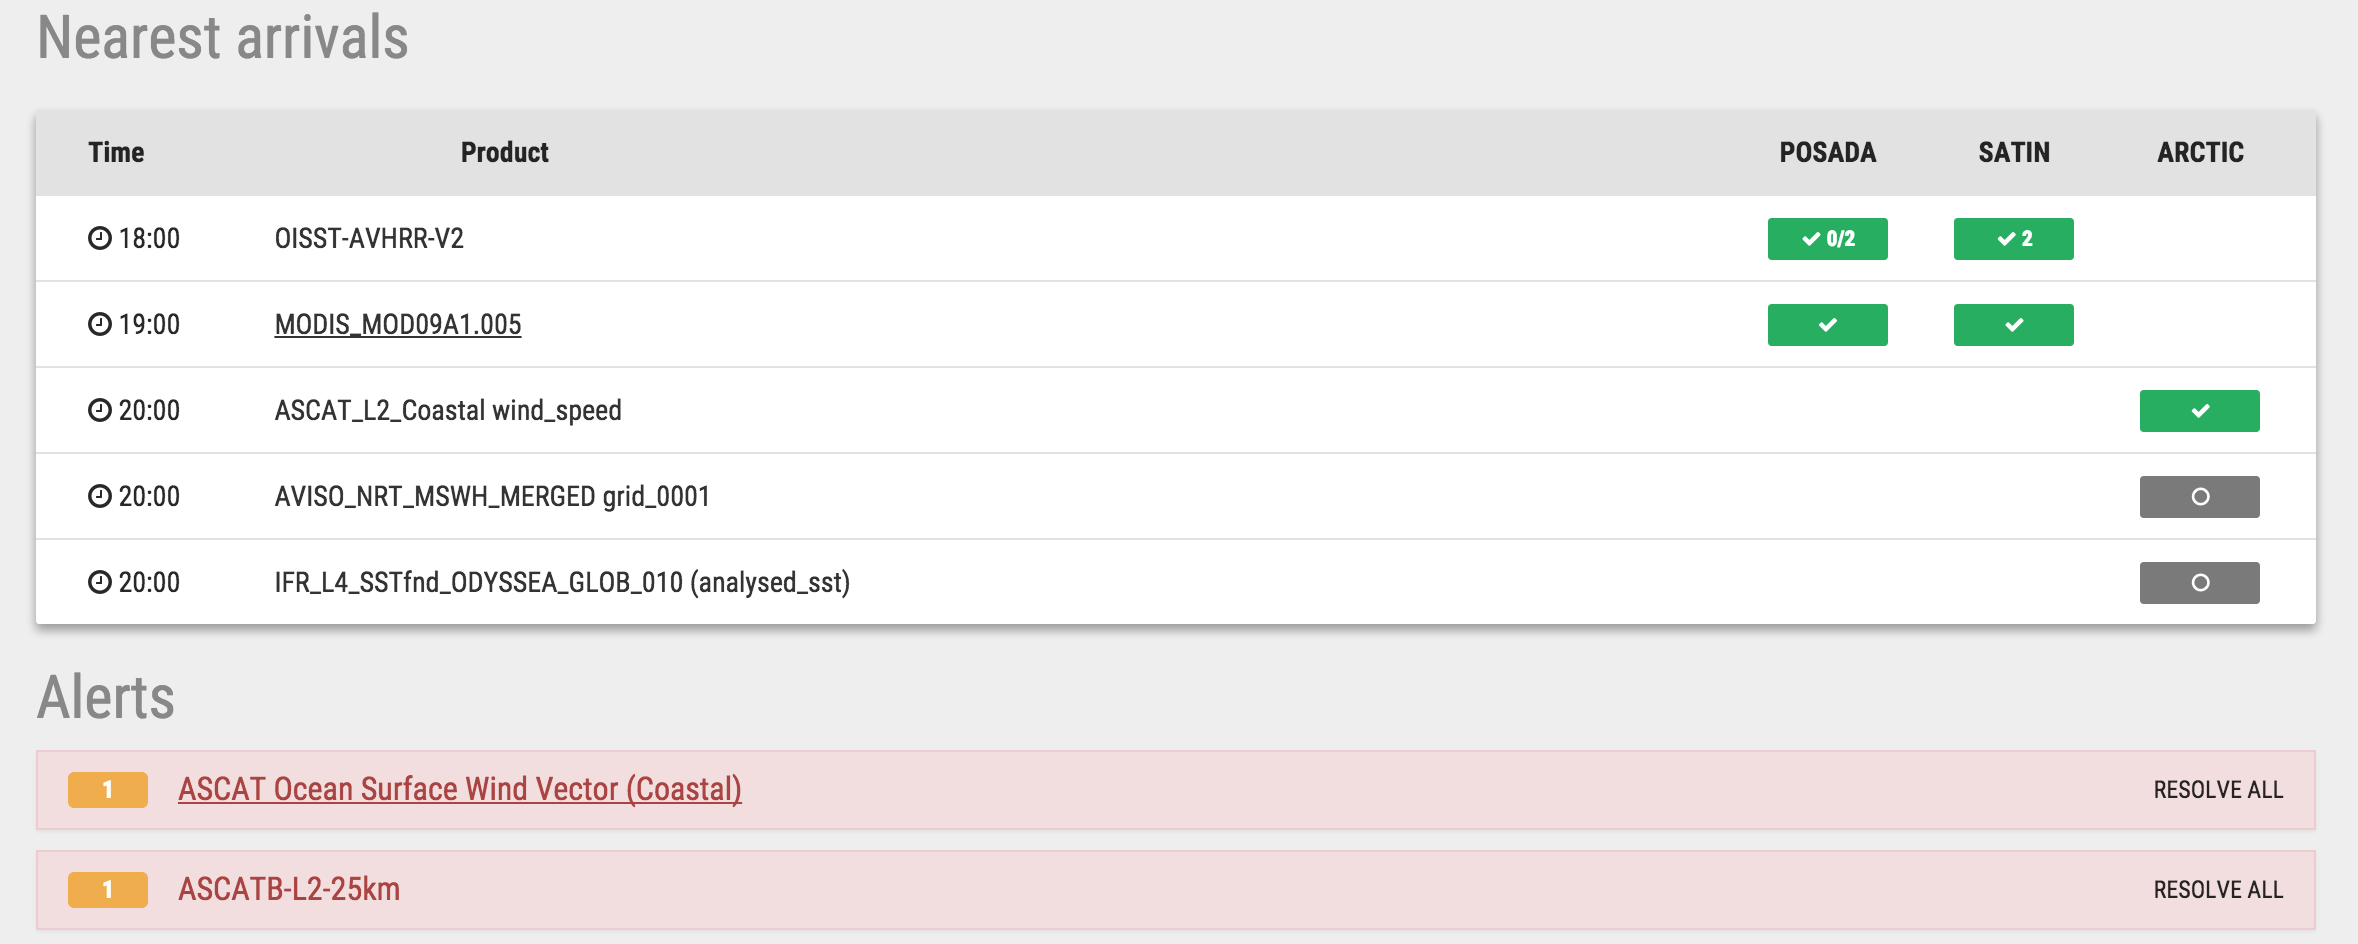 Nearest arrivals
Time Product POSADA SATIN ARCTIC
18:00 OISST-AVHRR-V2 0/2 2
19:00 MODIS_MOD09A1.005
20:00 ASCAT_L2_Coastal wind_speed
20:00 AVISO_NRT_MSWH_MERGED grid_0001
20:00 IFR_L4_SSTfnd_ODYSSEA_GLOB_010 (analysed_sst)
Alerts
1 ASCAT Ocean Surface Wind Vector (Coastal) RESOLVE ALL
1 ASCATB-L2-25km RESOLVE ALL